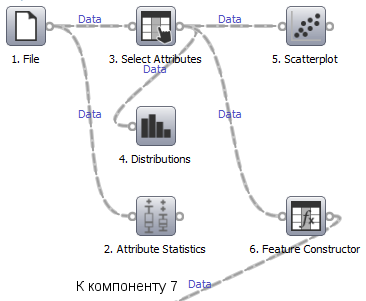 Data
Data
1. File
3. Select Attributes
5. Scatterplot
Data
Data
Data
4. Distributions
2. Attribute Statistics
6. Feature Constructor
К компоненту 7
Data